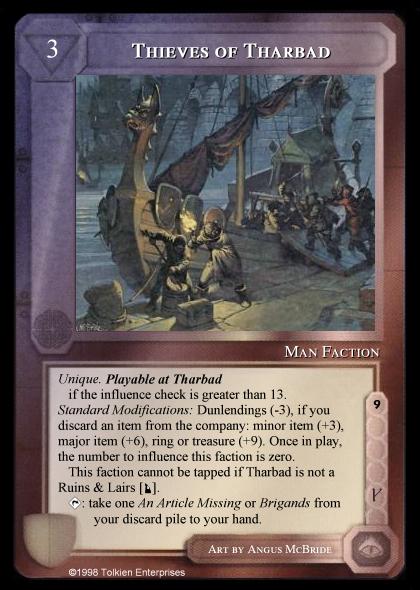 3
THIEVES OF THARBAD
MAN FACTION
Unique. Playable at Tharbad
if the influence check is greater than 13.
Standard Modifications: Dunlendings (-3), if you
discard an item from the company: minor item (+3),
major item (+6), ring or treasure (+9). Once in play,
the number to influence this faction is zero.
This faction cannot be tapped if Tharbad is not a
Ruins & Lairs [ ].
: take one An Article Missing or Brigands from
your discard pile to your hand.
9
ART BY ANGUS MCBRIDE
©1998 Tolkien Enterprises